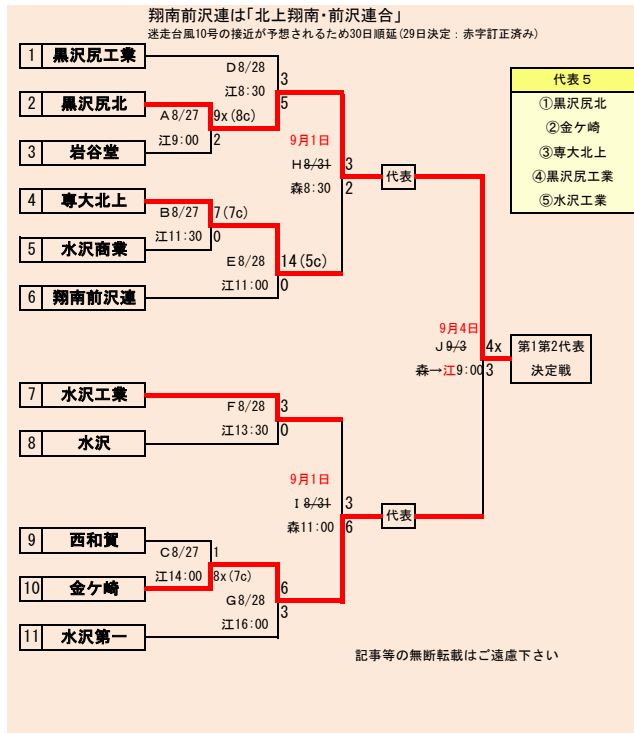 翔南前沢連は｢北上翔南・前沢連合｣
迷走台風10号の接近が予想されるため30日順延(29日決定：赤字訂正済み)
1 黒沢尻工業
D 8/28 3
江8:30 5
2 黒沢尻北
A 8/27 9x(8c)
江9:00 2
3 岩谷堂
9月1日
H 8/31 3
森8:30 2
代表
4 専大北上
B 8/27 7(7c)
江11:30 0
5 水沢商業
E 8/28 14(5c)
江11:00 0
6 翔南前沢連
代表５
①黒沢尻北
②金ケ崎
③専大北上
④黒沢尻工業
⑤水沢工業
9月4日
J 9/3 4x
森→江9:00 3
第1第2代表
決定戦
7 水沢工業
F 8/28 3
江13:30 0
8 水沢
9月1日
I 8/31 3
森11:00 6
代表
9 西和賀
C 8/27 1
江14:00 8x(7c)
10 金ケ崎
G 8/28 6
江16:00 3
11 水沢第一
記事等の無断転載はご遠慮下さい